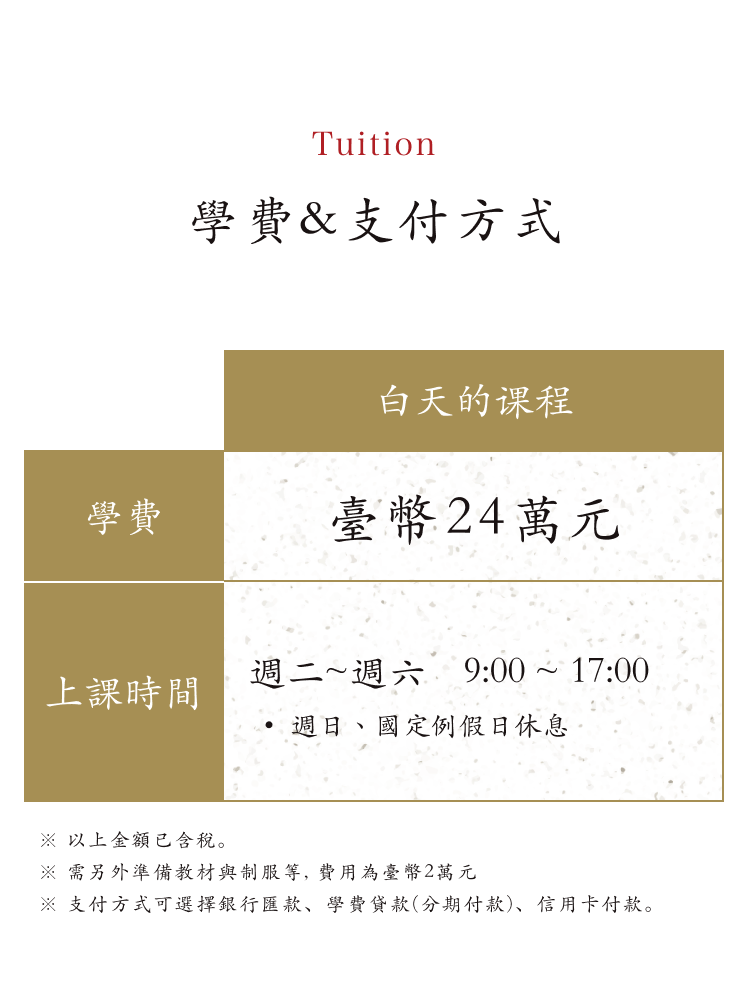 Tuition
學費&支付方式
白天的课程
學費
臺幣24萬元
上課時間
週二~週六 9:00 ~ 17:00
• 週日、國定例假日休息
※ 以上金額已含稅。
※ 需另外準備教材與制服等, 費用為臺幣2萬元
※ 支付方式可選擇銀行匯款、學費貸款(分期付款)、信用卡付款。